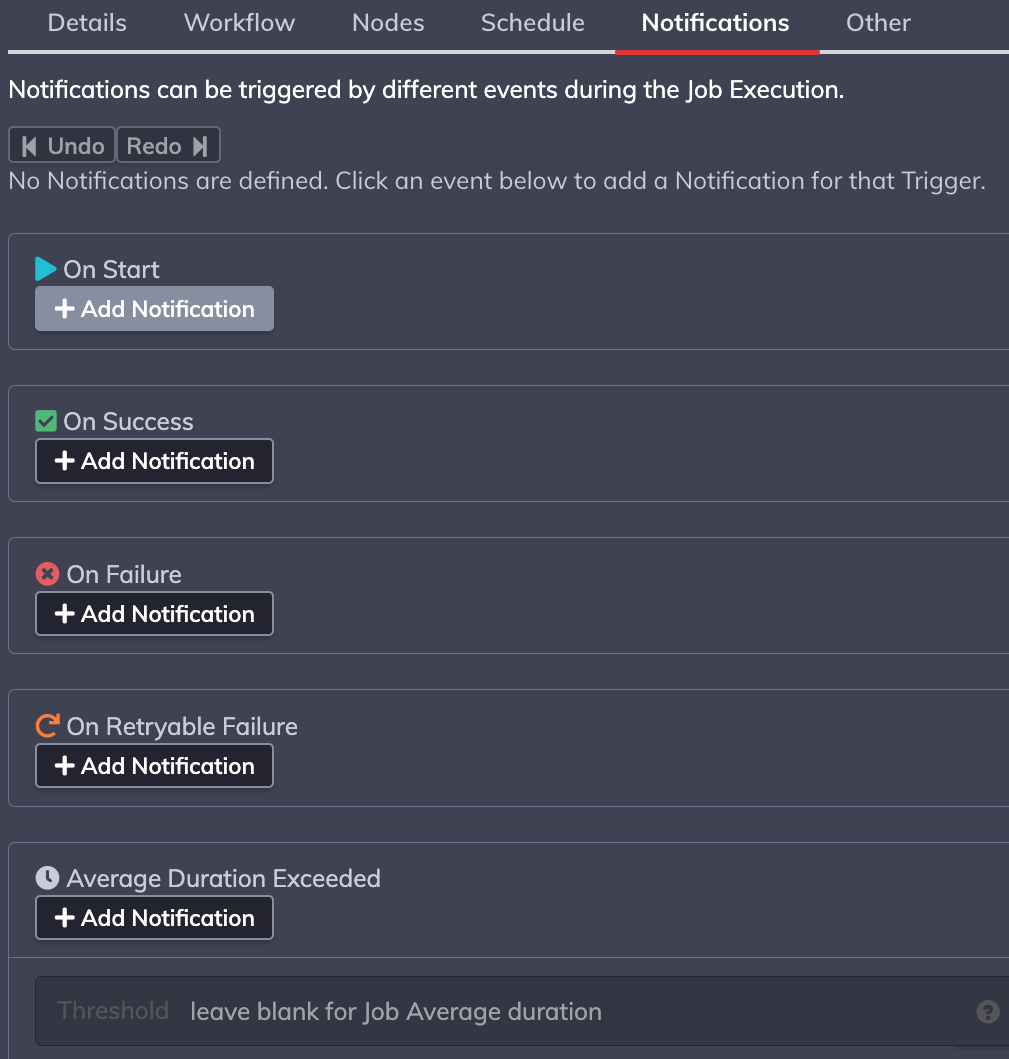 Details Workflow Nodes Schedule Notifications Other
Notifications can be triggered by different events during the Job Execution.
Undo Redo
No Notifications are defined. Click an event below to add a Notification for that Trigger.
On Start
+ Add Notification
On Success
+ Add Notification
On Failure
+ Add Notification
On Retryable Failure
+ Add Notification
Average Duration Exceeded
+ Add Notification
Threshold leave blank for Job Average duration ?